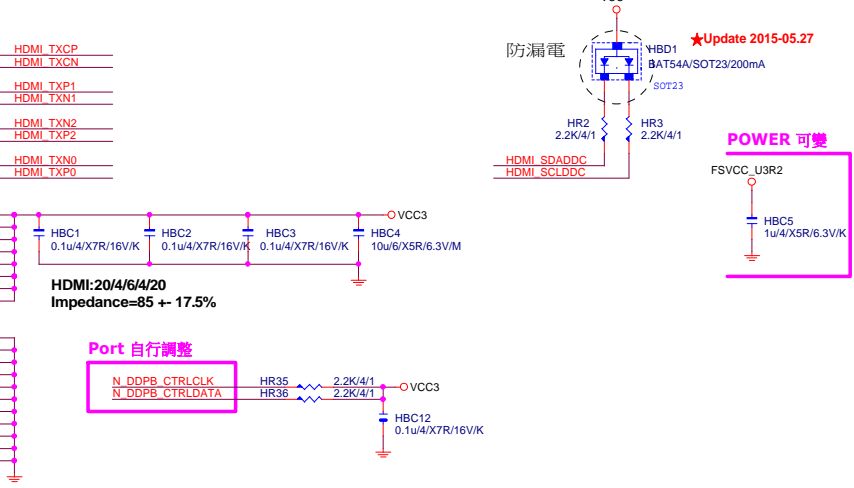 HDMI_TXCP
HDMI_TXCN
HDMI_TXP1
HDMI_TXN1
HDMI_TXN2
HDMI_TXP2
HDMI_TXN0
HDMI_TXP0
防漏電
HBD1
BAT54A/SOT23/200mA
SOT23
★Update 2015-05.27
HR2
2.2K/4/1
HR3
2.2K/4/1
HDMI_SDADDC
HDMI_SCLDDC
POWER 可變
FSVCC_U3R2
HBC5
1u/4/X5R/6.3V/K
VCC3
HBC1
0.1u/4/X7R/16V/K
HBC2
0.1u/4/X7R/16V/K
HBC3
0.1u/4/X7R/16V/K
HBC4
10u/6/X5R/6.3V/M
HDMI:20/4/6/4/20
Impedance=85 +- 17.5%
Port 自行調整
N_DDPB_CTRLCLK
HR35
2.2K/4/1
N_DDPB_CTRLDATA
HR36
2.2K/4/1
VCC3
HBC12
0.1u/4/X7R/16V/K